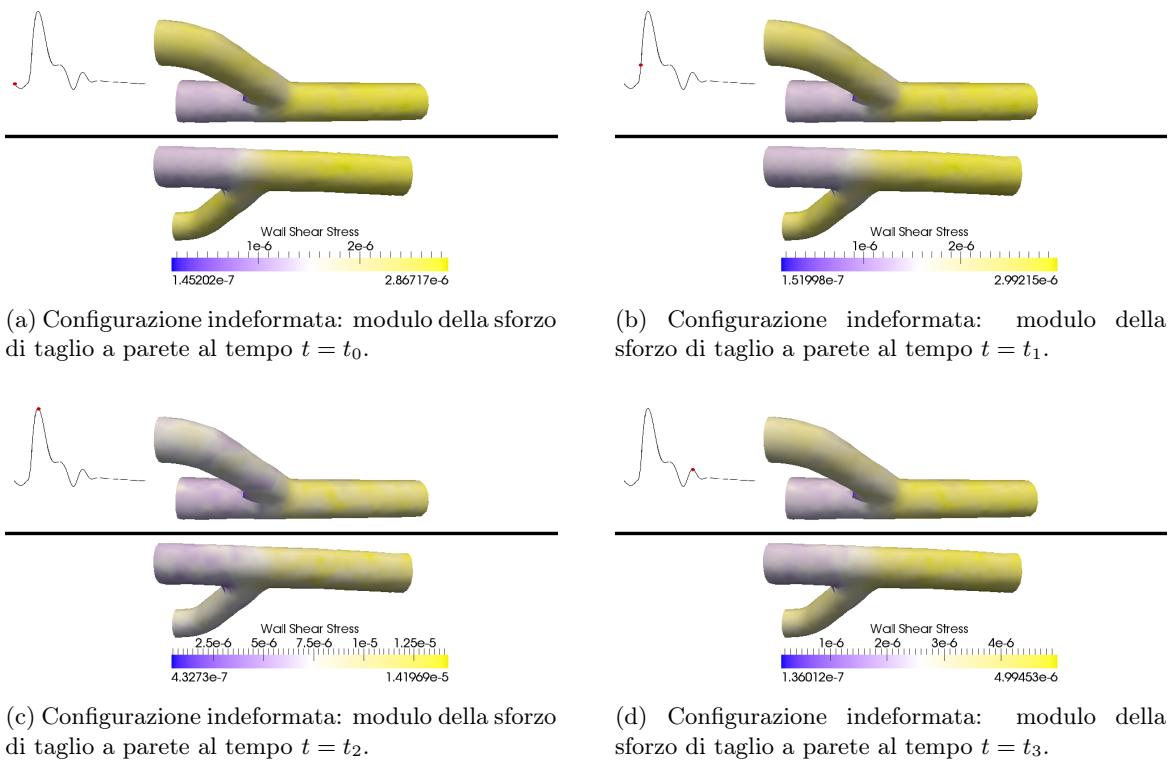 Wall Shear Stress
1e-6 2e-6
1.45202e-7 2.86717e-6
(a) Configurazione indeformata: modulo della sforzo
di taglio a parete al tempo t = t₀.
Wall Shear Stress
1e-6 2e-6
1.51998e-7 2.99215e-6
(b) Configurazione indeformata: modulo della
sforzo di taglio a parete al tempo t = t₁.
Wall Shear Stress
2.5e-6 5e-6 7.5e-6 1e-5 1.25e-5
4.3273e-7 1.41969e-5
(c) Configurazione indeformata: modulo della sforzo
di taglio a parete al tempo t = t₂.
Wall Shear Stress
1e-6 2e-6 3e-6 4e-6
1.36012e-7 4.99453e-6
(d) Configurazione indeformata: modulo della
sforzo di taglio a parete al tempo t = t₃.